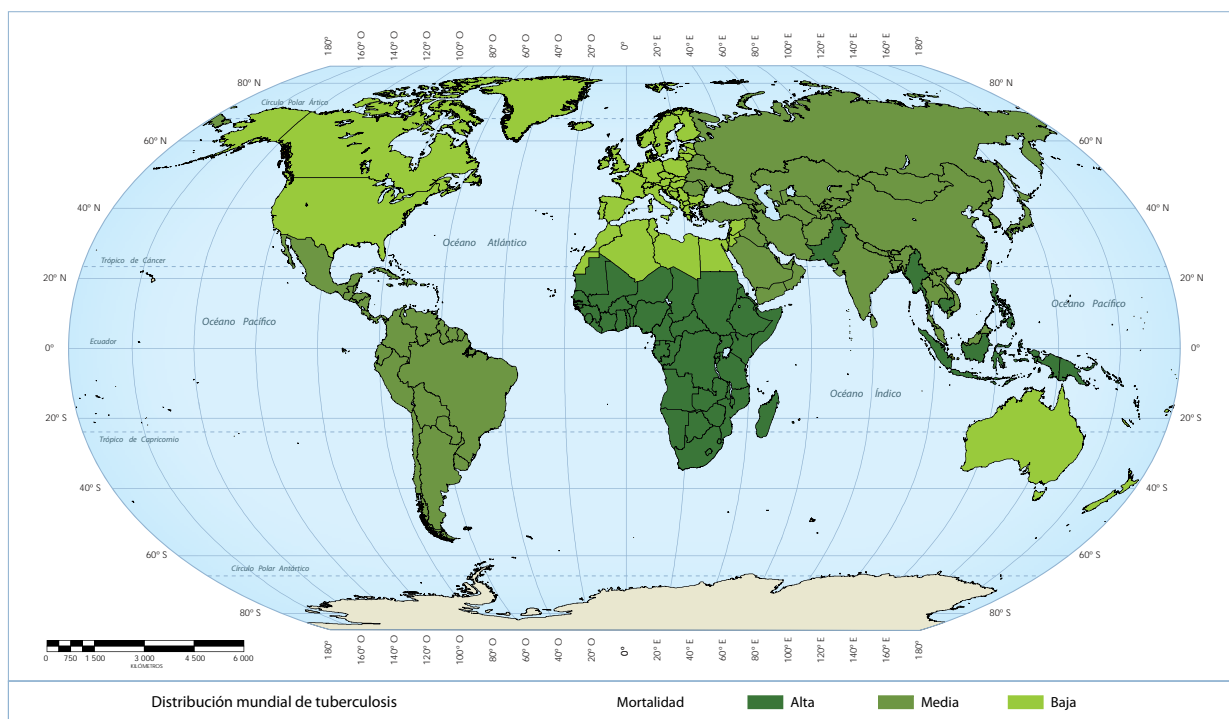 180° 160° O 140° O 120° O 100° O 80° O 60° O 40° O 20° O 0° 20° E 40° E 60° E 80° E 100° E 120° E 140° E 160° E 180°
80° N 80° N
Círculo Polar Ártico
60° N 60° N
40° N 40° N
Océano Atlántico
Trópico de Cáncer
20° N 20° N
Océano Pacífico
Océano Pacífico
Ecuador
0° 0°
Océano Índico
20° S 20° S
Trópico de Capricornio
40° S 40° S
60° S 60° S
Círculo Polar Antártico
80° S 80° S
180° 160° O 140° O 120° O 100° O 80° O 60° O 40° O 20° O 0° 20° E 40° E 60° E 80° E 100° E 120° E 140° E 160° E 180°
0 750 1 500 3 000 4 500 6 000
KILÓMETROS
Distribución mundial de tuberculosis Mortalidad Alta Media Baja